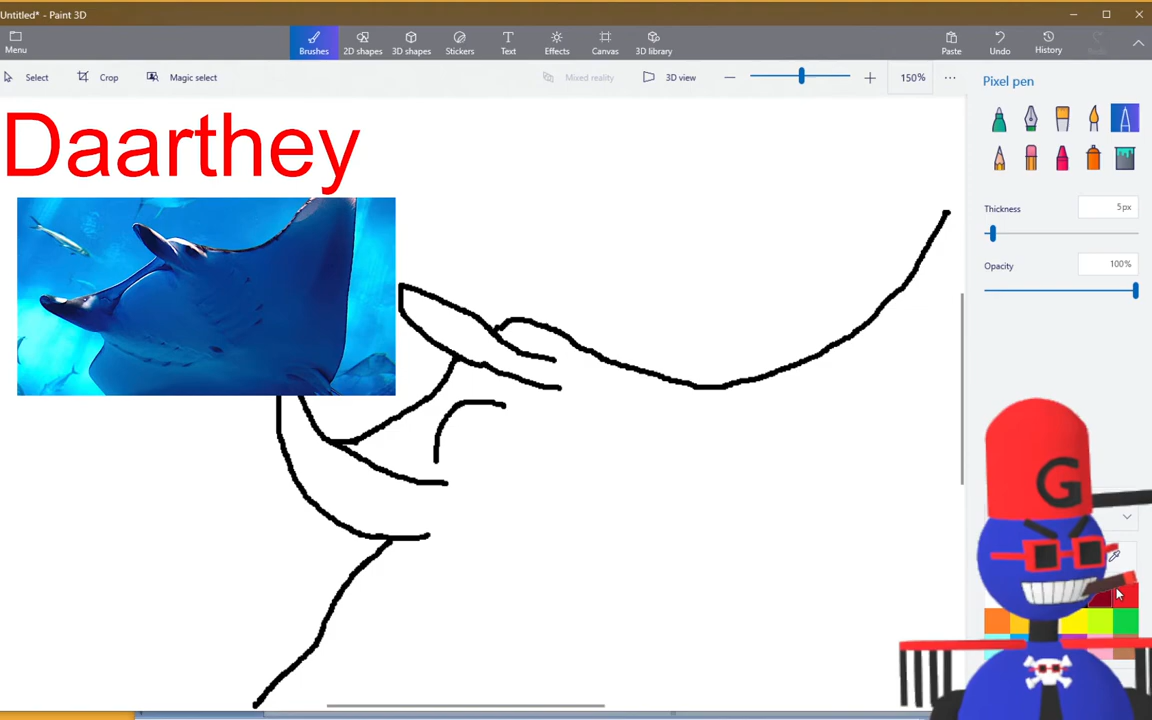 Untitled* - Paint 3D
Menu
Brushes
2D shapes
3D shapes
Stickers
Text
Effects
Canvas
3D library
Paste
Undo
History
Redo
Select
Crop
Magic select
Mixed reality
3D view
150%
Pixel pen
Daarthey
Thickness
5px
Opacity
100%
G